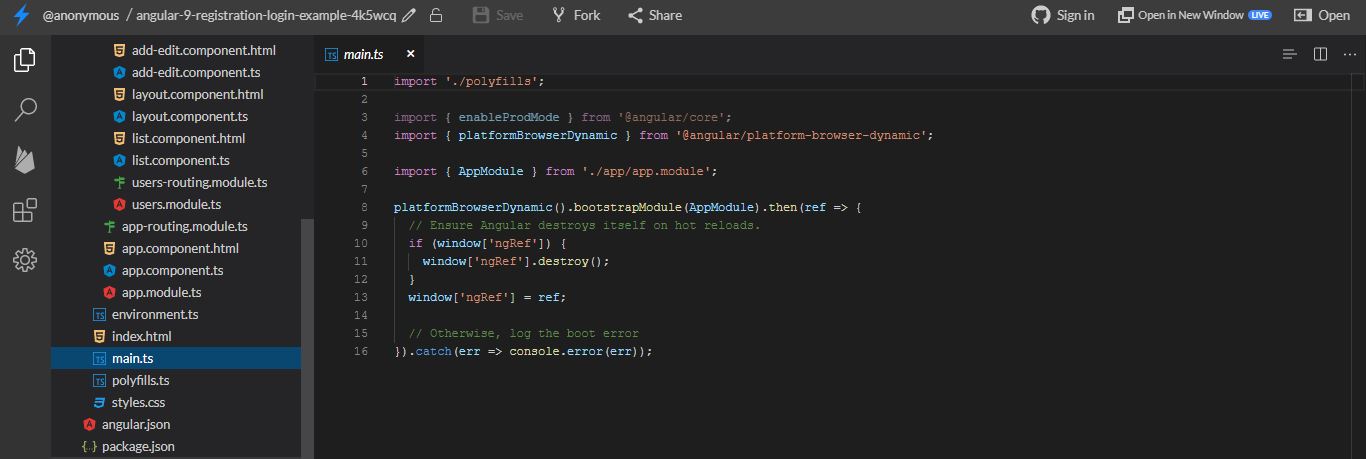 @anonymous / angular-9-registration-login-example-4k5wcq Save Fork Share Sign in Open in New Window LIVE Open
add-edit.component.html
add-edit.component.ts
layout.component.html
layout.component.ts
list.component.html
list.component.ts
users-routing.module.ts
users.module.ts
app-routing.module.ts
app.component.html
app.component.ts
app.module.ts
TS environment.ts
index.html
TS main.ts
TS polyfills.ts
styles.css
angular.json
{..} package.json
TS main.ts ×
1 import './polyfills';
2
3 import { enableProdMode } from '@angular/core';
4 import { platformBrowserDynamic } from '@angular/platform-browser-dynamic';
5
6 import { AppModule } from './app/app.module';
7
8 platformBrowserDynamic().bootstrapModule(AppModule).then(ref => {
9 // Ensure Angular destroys itself on hot reloads.
10 if (window['ngRef']) {
11 window['ngRef'].destroy();
12 }
13 window['ngRef'] = ref;
14
15 // Otherwise, log the boot error
16 }).catch(err => console.error(err));